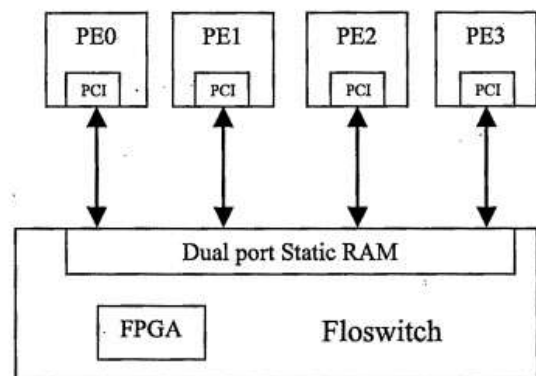 PE0 PE1 PE2 PE3
PCI PCI PCI PCI
Dual port Static RAM
FPGA Floswitch